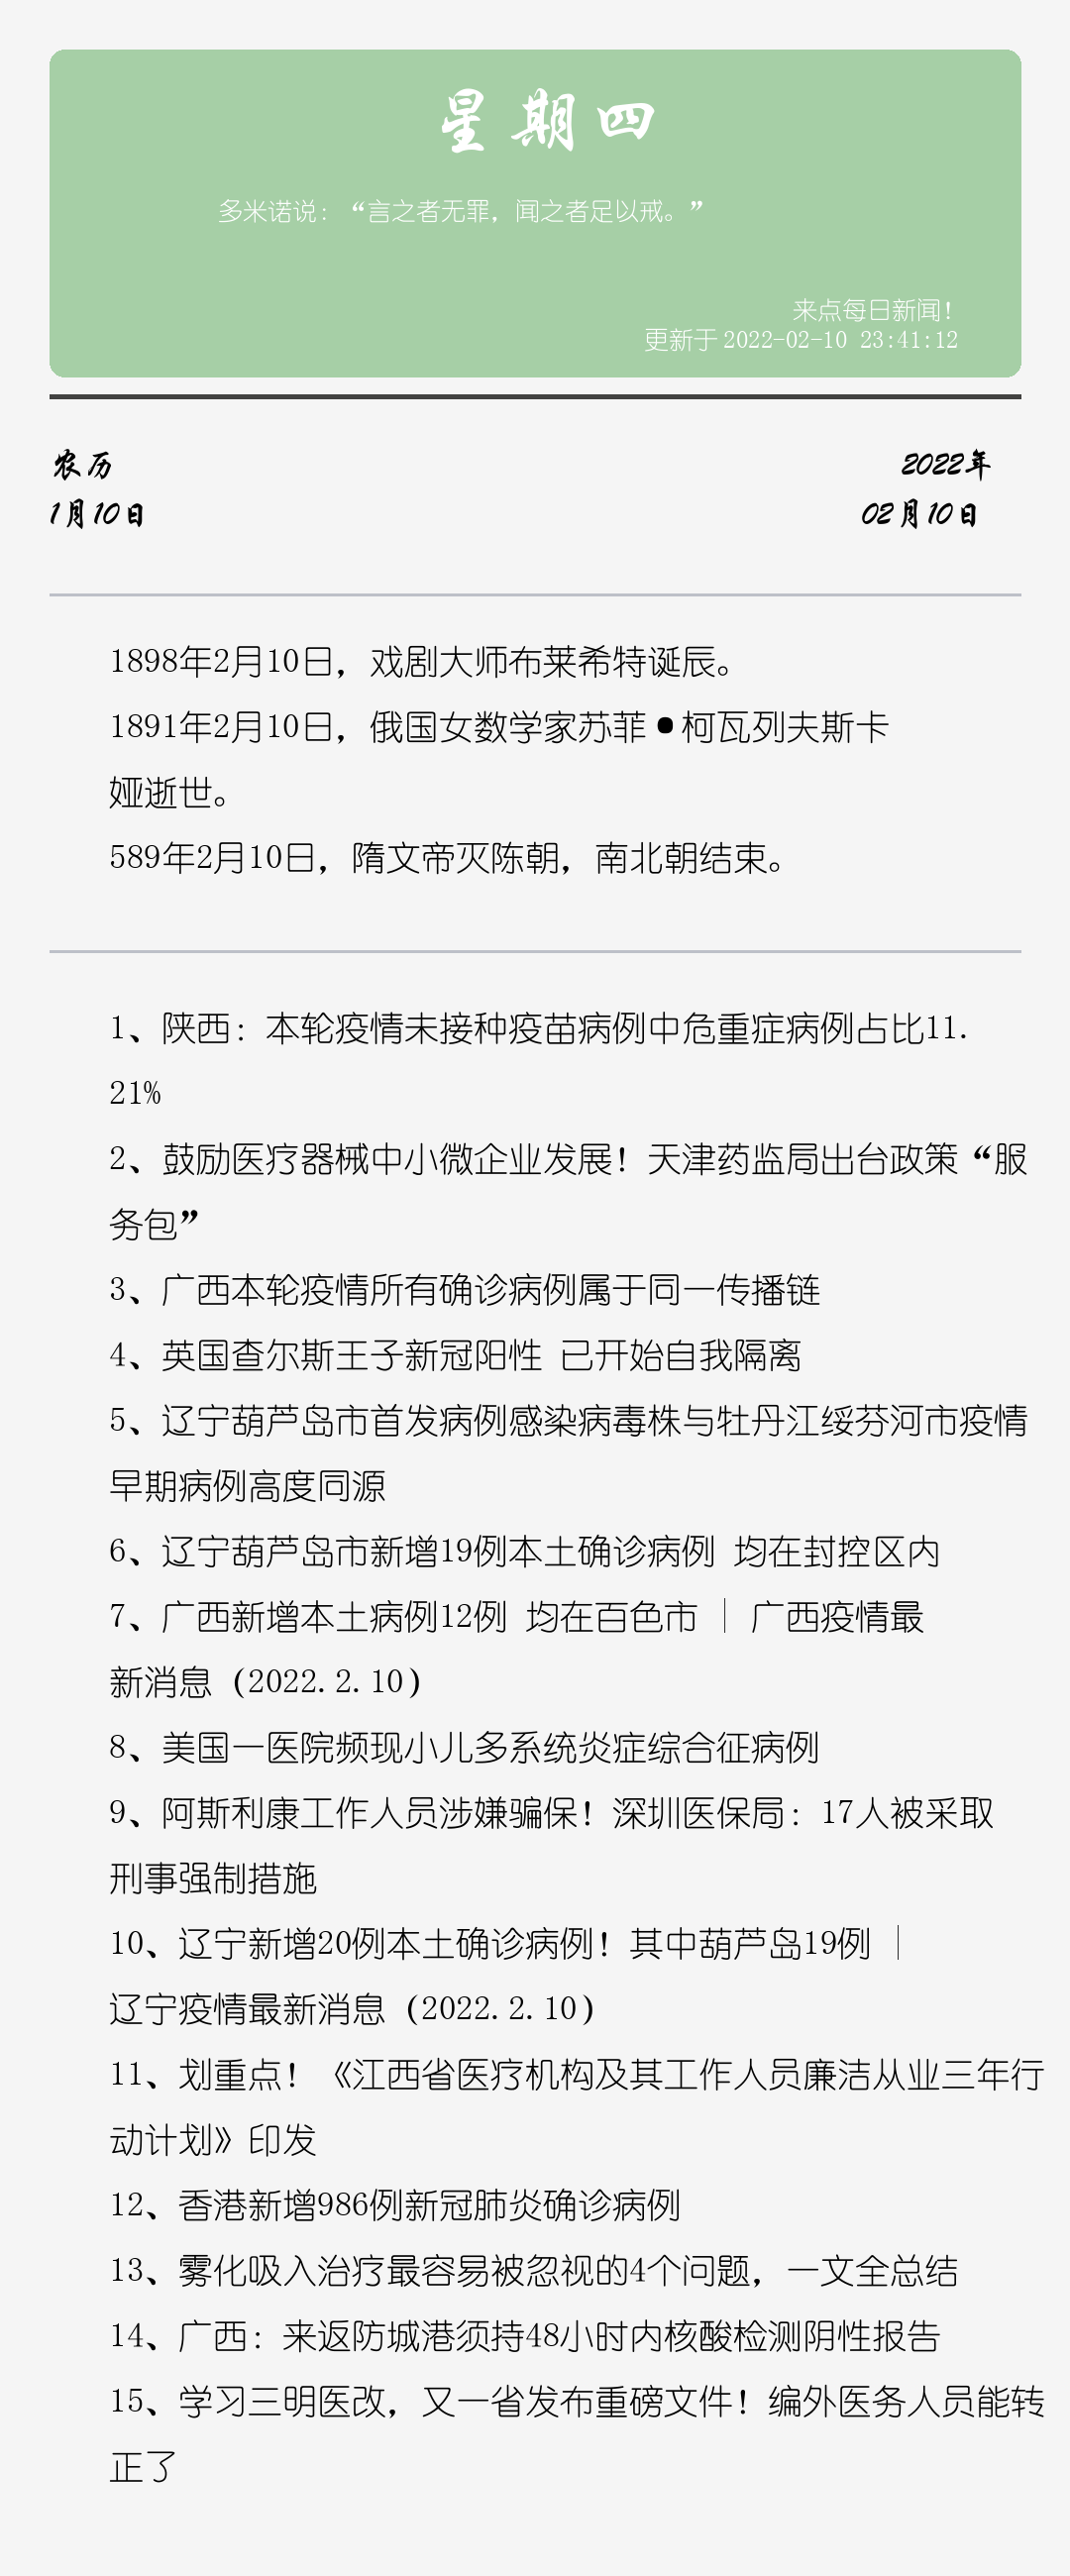 星期四
多米诺说：“言之者无罪，闻之者足以戒。”
来点每日新闻！
更新于 2022-02-10 23:41:12
农历
2022年
1月10日
02月10日
1898年2月10日，戏剧大师布莱希特诞辰。
1891年2月10日，俄国女数学家苏菲•柯瓦列夫斯卡
娅逝世。
589年2月10日，隋文帝灭陈朝，南北朝结束。
1、陕西：本轮疫情未接种疫苗病例中危重症病例占比11.
21%
2、鼓励医疗器械中小微企业发展！天津药监局出台政策“服
务包”
3、广西本轮疫情所有确诊病例属于同一传播链
4、英国查尔斯王子新冠阳性 已开始自我隔离
5、辽宁葫芦岛市首发病例感染病毒株与牡丹江绥芬河市疫情
早期病例高度同源
6、辽宁葫芦岛市新增19例本土确诊病例 均在封控区内
7、广西新增本土病例12例 均在百色市 | 广西疫情最
新消息（2022.2.10）
8、美国一医院频现小儿多系统炎症综合征病例
9、阿斯利康工作人员涉嫌骗保！深圳医保局：17人被采取
刑事强制措施
10、辽宁新增20例本土确诊病例！其中葫芦岛19例 |
辽宁疫情最新消息（2022.2.10）
11、划重点！《江西省医疗机构及其工作人员廉洁从业三年行
动计划》印发
12、香港新增986例新冠肺炎确诊病例
13、雾化吸入治疗最容易被忽视的4个问题，一文全总结
14、广西：来返防城港须持48小时内核酸检测阴性报告
15、学习三明医改，又一省发布重磅文件！编外医务人员能转
正了